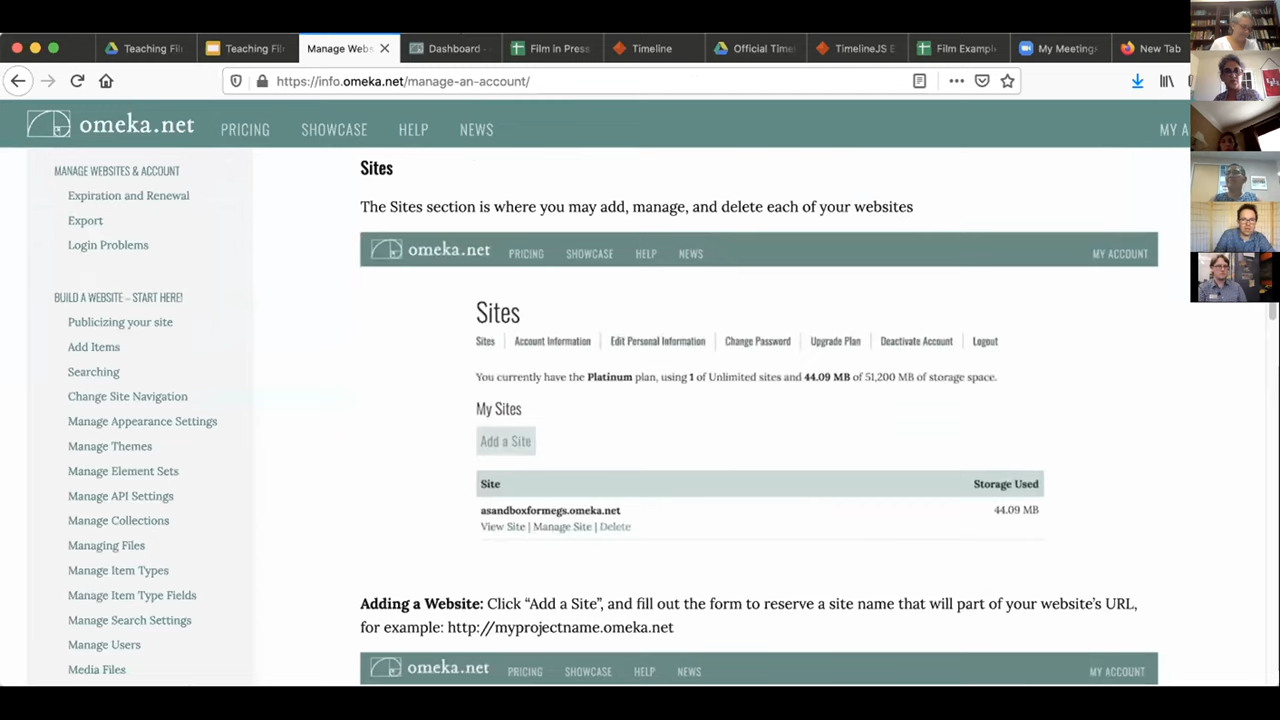 Teaching Fil
Teaching Fil
Manage Webs
Dashboard
Film in Press
Timeline
Official Time
TimelineJS E
Film Exampl
My Meeting
New Tab
https://info.omeka.net/manage-an-account/
omeka.net PRICING SHOWCASE HELP NEWS MY A
MANAGE WEBSITES & ACCOUNT
Expiration and Renewal
Export
Login Problems
BUILD A WEBSITE – START HERE!
Publicizing your site
Add Items
Searching
Change Site Navigation
Manage Appearance Settings
Manage Themes
Manage Element Sets
Manage API Settings
Manage Collections
Managing Files
Manage Item Types
Manage Item Type Fields
Manage Search Settings
Manage Users
Media Files
Sites
The Sites section is where you may add, manage, and delete each of your websites
omeka.net PRICING SHOWCASE HELP NEWS MY ACCOUNT
Sites
Sites | Account Information | Edit Personal Information | Change Password | Upgrade Plan | Deactivate Account | Logout
You currently have the Platinum plan, using 1 of Unlimited sites and 44.09 MB of 51,200 MB of storage space.
My Sites
Add a Site
Site Storage Used
asandboxformegs.omeka.net 44.09 MB
View Site | Manage Site | Delete
Adding a Website: Click “Add a Site”, and fill out the form to reserve a site name that will part of your website’s URL,
for example: http://myprojectname.omeka.net
omeka.net PRICING SHOWCASE HELP NEWS MY ACCOUNT